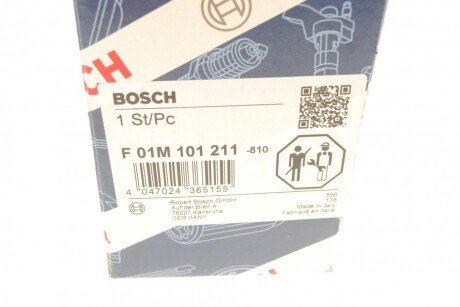 CH
BOSCH
1 St/Pc
F 01M 101 211 -810
4 047024 365155
Robert Bosch GmbH
Auf der Breit 4
76227 Karlsruhe
GERMANY
Made in Italy
Fabriqué en Italie